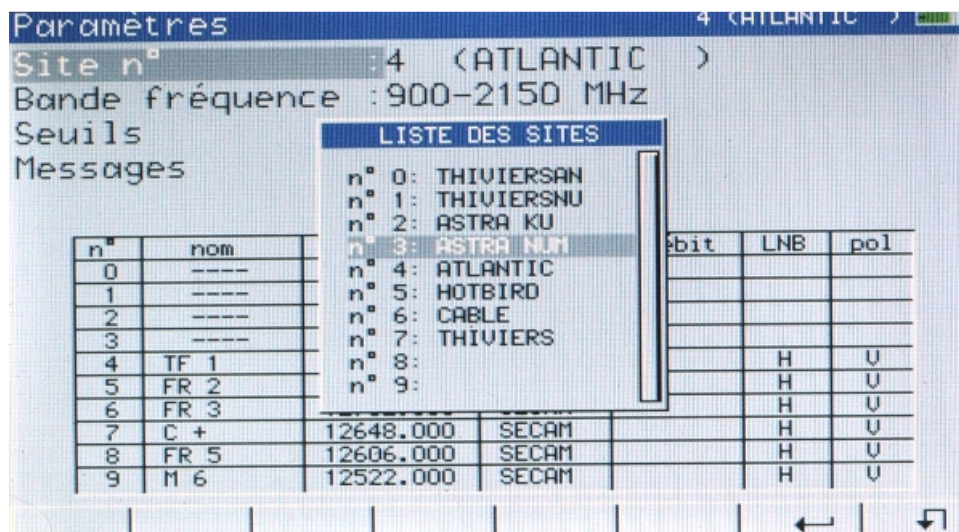 Paramètres 4 (ATLANTIC )
Site n° :4 (ATLANTIC )
Bande fréquence :900-2150 MHz
Seuils
Messages
LISTE DES SITES
n° 0: THIVIERSAN
n° 1: THIVIERSNU
n° 2: ASTRA KU
n° 3: ASTRA NUM
n° 4: ATLANTIC
n° 5: HOTBIRD
n° 6: CABLE
n° 7: THIVIERS
n° 8:
n° 9:
n° nom LNB pol
0 ----
1 ----
2 ----
3 ----
4 TF 1 H V
5 FR 2 H V
6 FR 3 H V
7 C + 12648.000 SECAM H V
8 FR 5 12606.000 SECAM H V
9 M 6 12522.000 SECAM H V